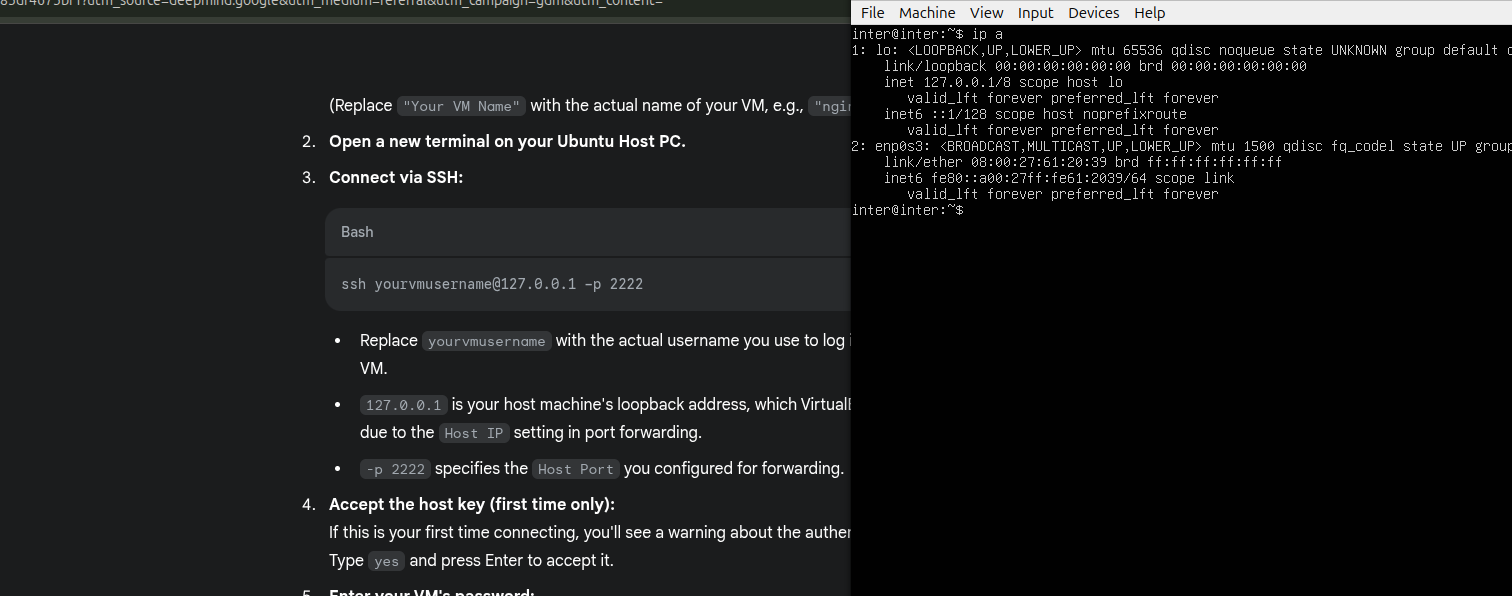 85df4075bf1?utm_source=deepmind.google&utm_medium=referral&utm_campaign=gdm&utm_content=
(Replace "Your VM Name" with the actual name of your VM, e.g., "ngi
2. Open a new terminal on your Ubuntu Host PC.
3. Connect via SSH:
Bash
ssh yourvmusername@127.0.0.1 -p 2222
• Replace yourvmusername with the actual username you use to log i
VM.
• 127.0.0.1 is your host machine's loopback address, which Virtual
due to the Host IP setting in port forwarding.
• -p 2222 specifies the Host Port you configured for forwarding.
4. Accept the host key (first time only):
If this is your first time connecting, you'll see a warning about the auther
Type yes and press Enter to accept it.
5. Enter your VM's password:
File Machine View Input Devices Help
inter@inter:~$ ip a
1: lo: <LOOPBACK,UP,LOWER_UP> mtu 65536 qdisc noqueue state UNKNOWN group default
link/loopback 00:00:00:00:00:00 brd 00:00:00:00:00:00
inet 127.0.0.1/8 scope host lo
valid_lft forever preferred_lft forever
inet6 ::1/128 scope host noprefixroute
valid_lft forever preferred_lft forever
2: enp0s3: <BROADCAST,MULTICAST,UP,LOWER_UP> mtu 1500 qdisc fq_codel state UP group
link/ether 08:00:27:61:20:39 brd ff:ff:ff:ff:ff:ff
inet6 fe80::a00:27ff:fe61:2039/64 scope link
valid_lft forever preferred_lft forever
inter@inter:~$